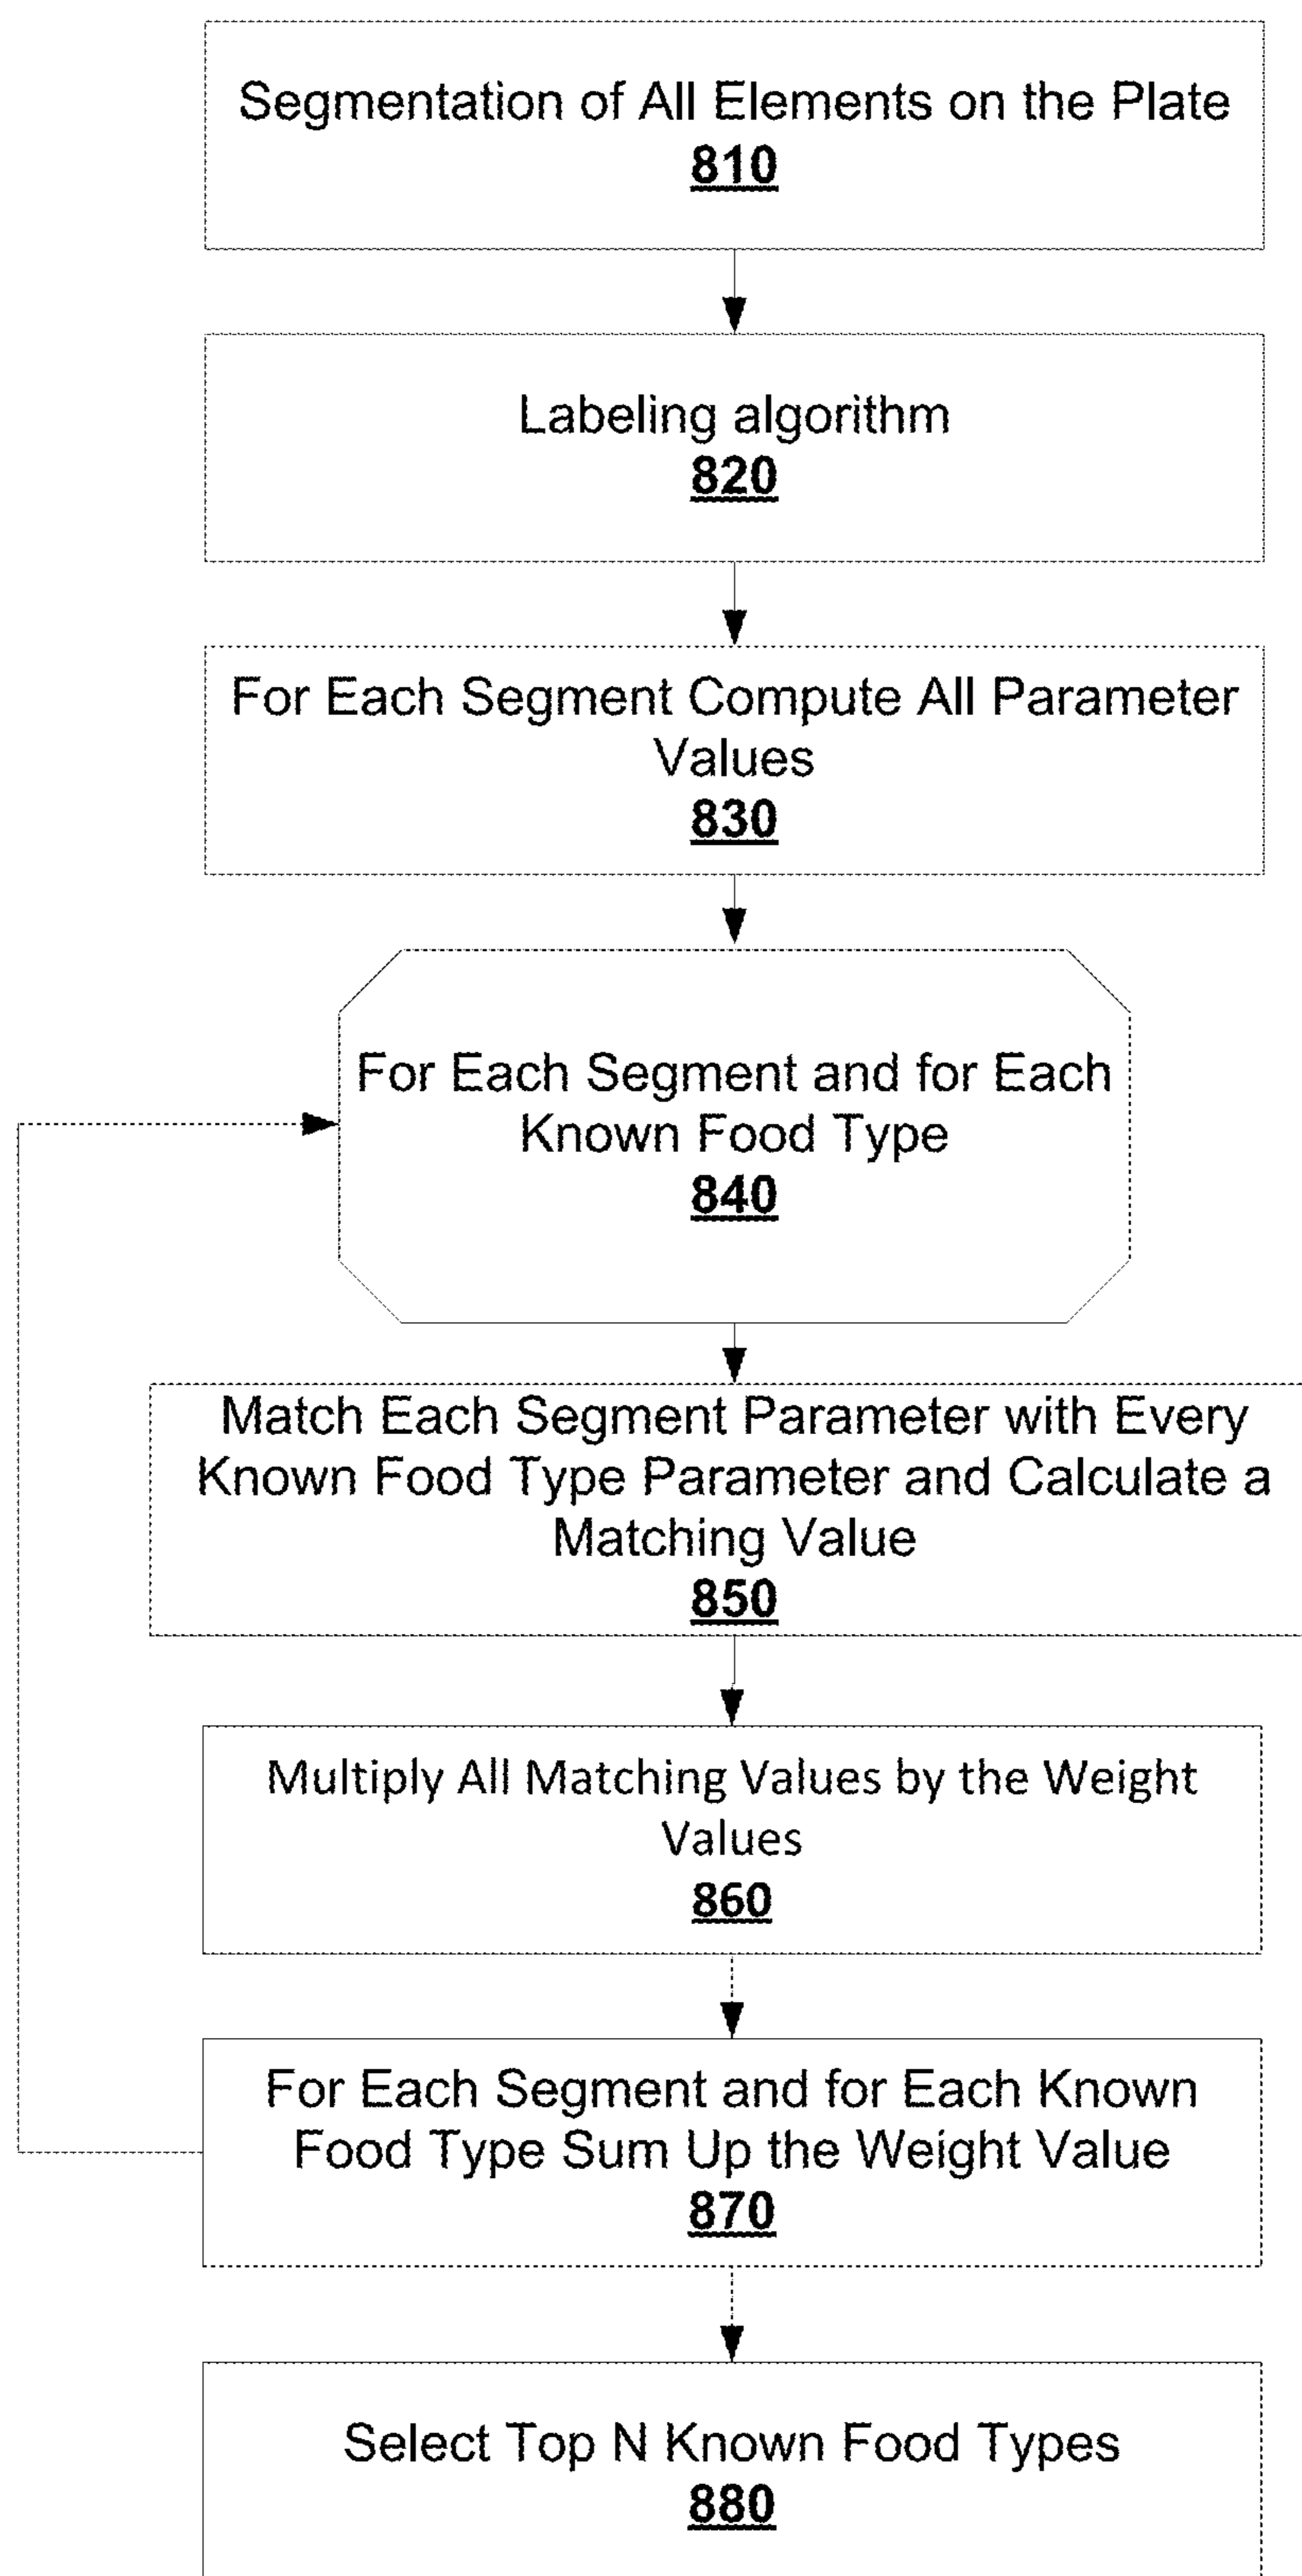 Segmentation of All Elements on the Plate
810
Labeling algorithm
820
For Each Segment Compute All Parameter
Values
830
For Each Segment and for Each
Known Food Type
840
Match Each Segment Parameter with Every
Known Food Type Parameter and Calculate a
Matching Value
850
Multiply All Matching Values by the Weight
Values
860
For Each Segment and for Each Known
Food Type Sum Up the Weight Value
870
Select Top N Known Food Types
880